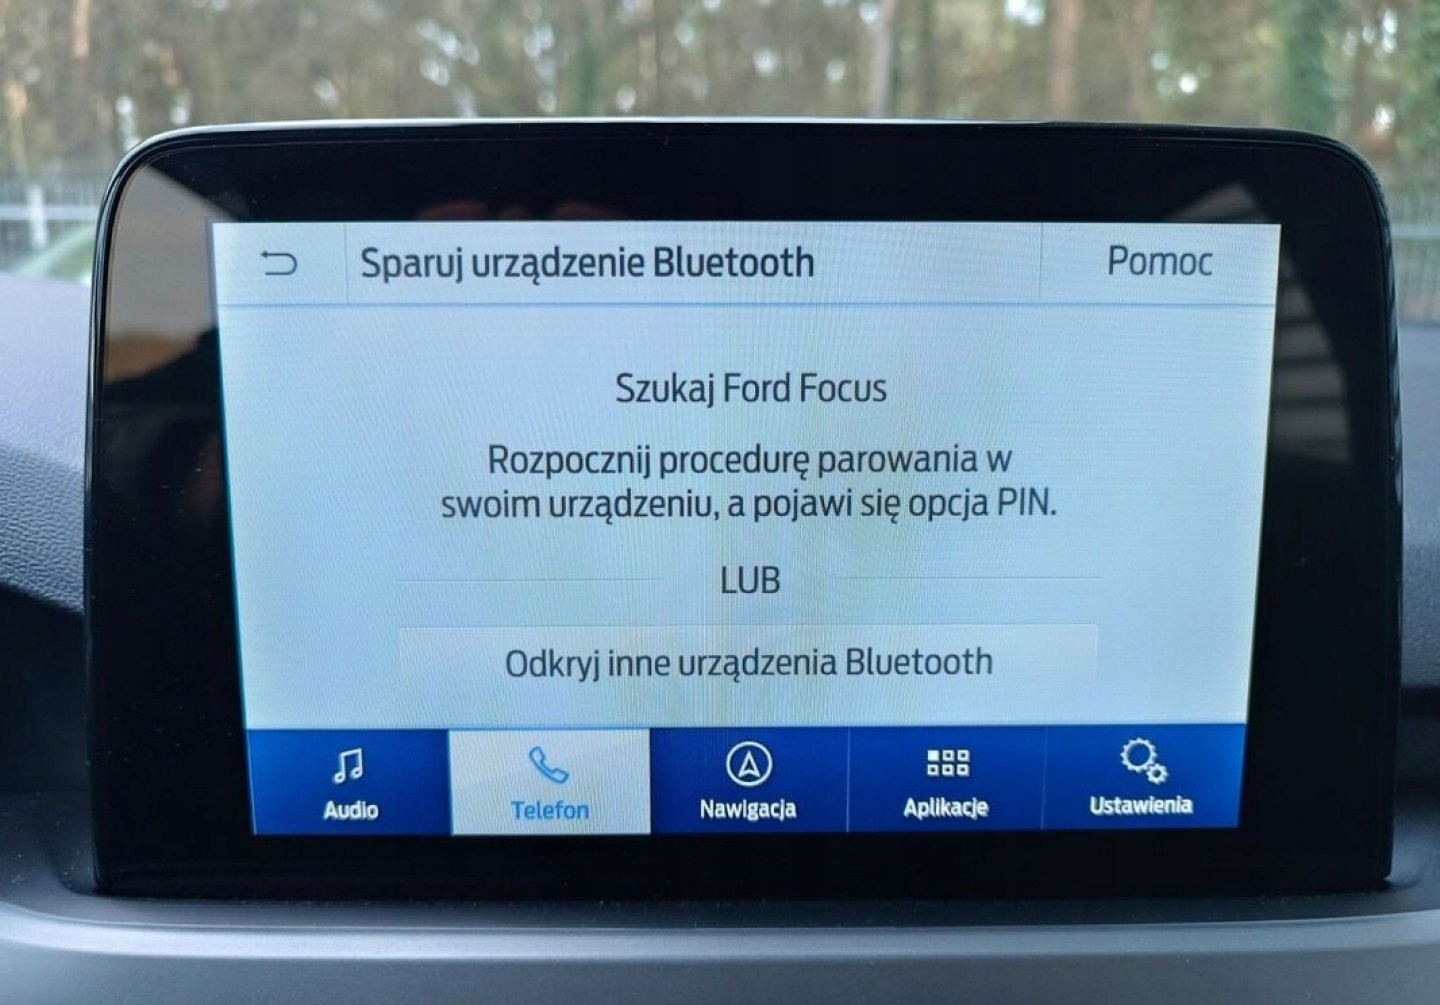 Sparuj urządzenie Bluetooth
Pomoc
Szukaj Ford Focus
Rozpocznij procedurę parowania w
swoim urządzeniu, a pojawi się opcja PIN.
LUB
Odkryj inne urządzenia Bluetooth
Audio
Telefon
Nawigacja
Aplikacje
Ustawienia